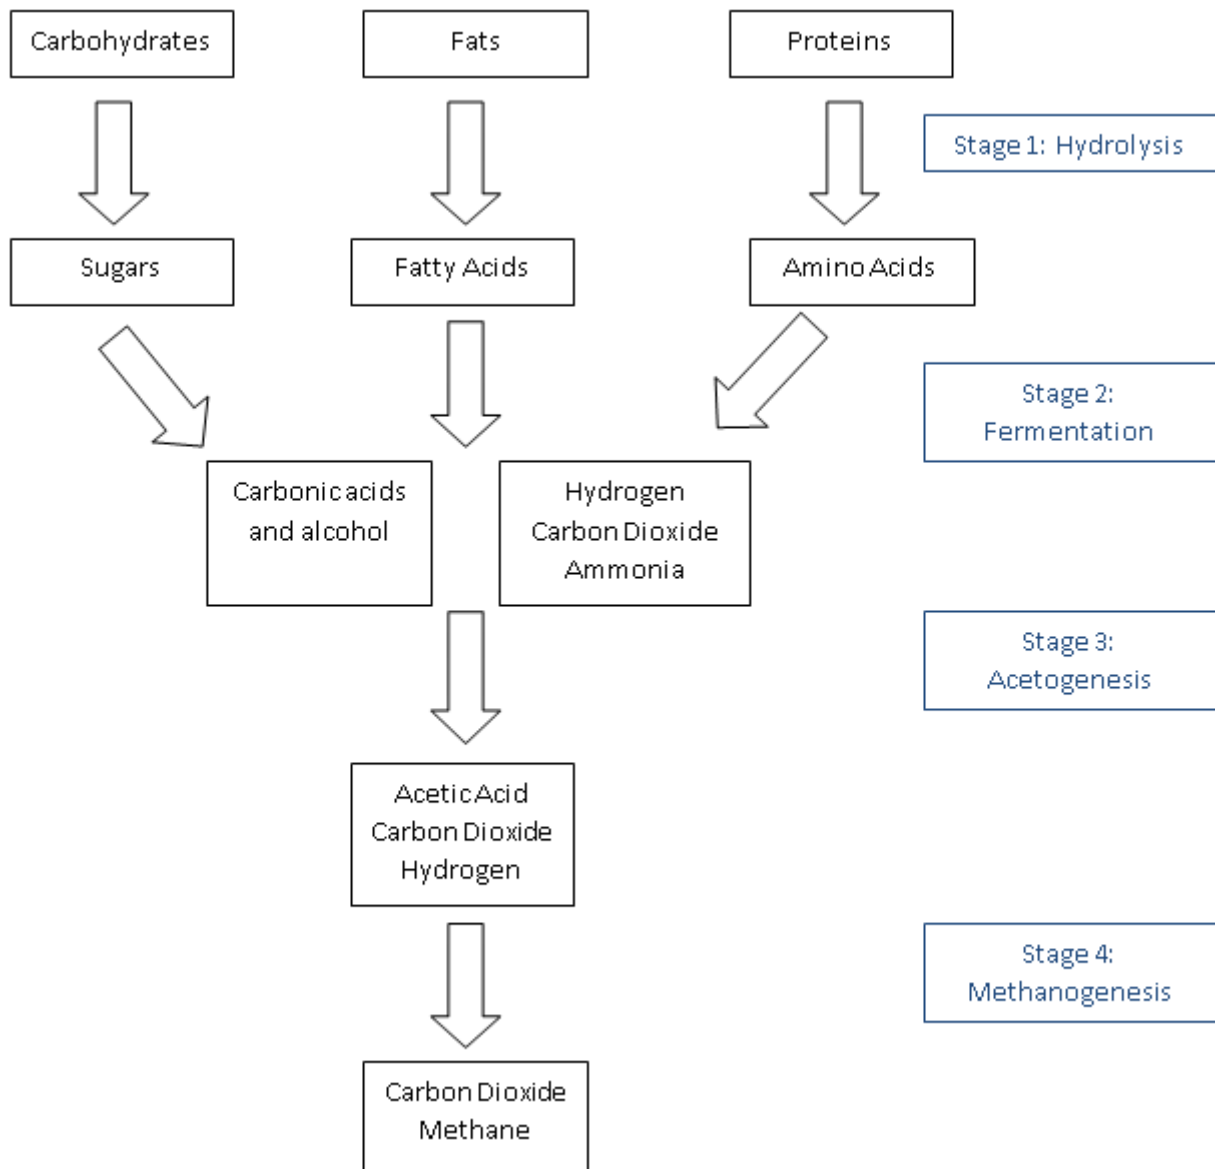 Carbohydrates
Fats
Proteins
Stage 1: Hydrolysis
Sugars
Fatty Acids
Amino Acids
Stage 2:
Fermentation
Carbonic acids
and alcohol
Hydrogen
Carbon Dioxide
Ammonia
Stage 3:
Acetogenesis
Acetic Acid
Carbon Dioxide
Hydrogen
Stage 4:
Methanogenesis
Carbon Dioxide
Methane